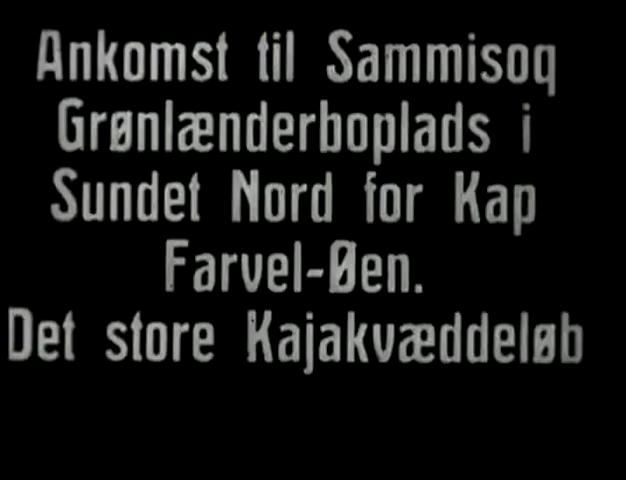 Ankomst til Sammisoq
Grønlænderboplads i
Sundet Nord for Kap
Farvel-Øen.
Det store Kajakvæddeløb